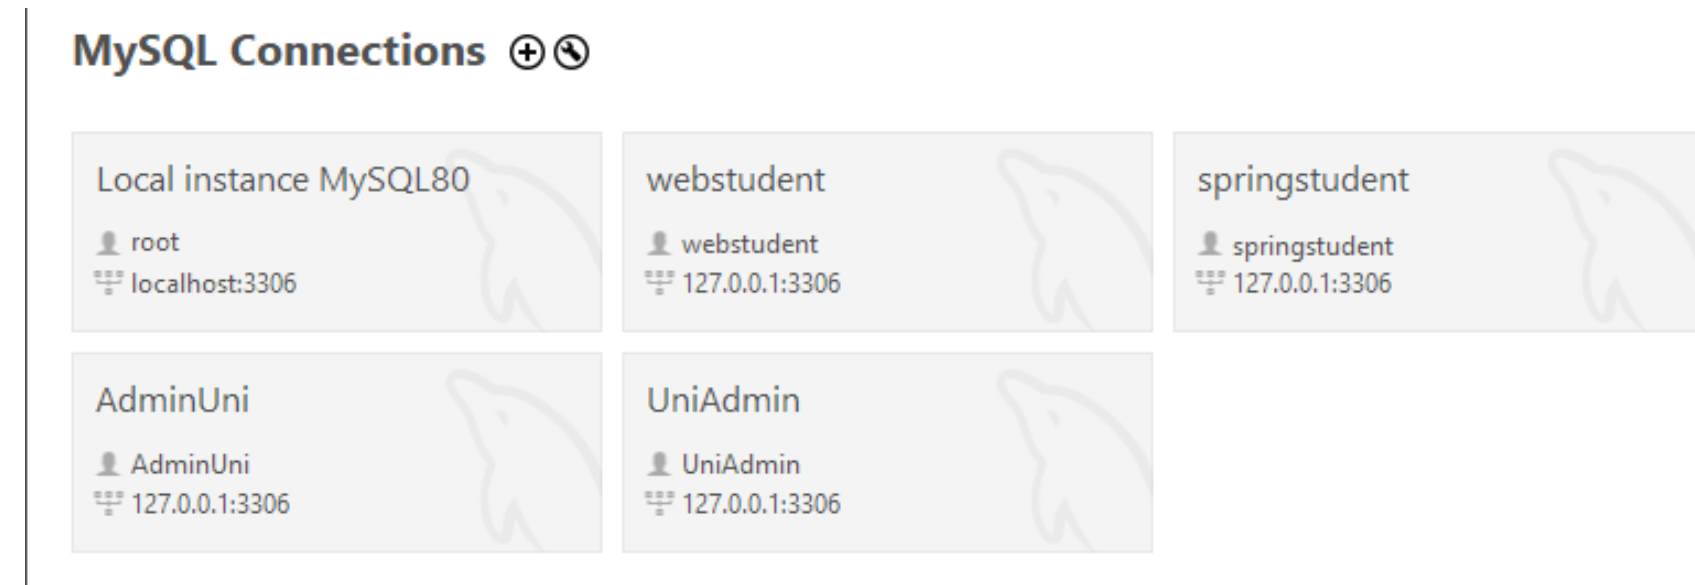 MySQL Connections
Local instance MySQL80
root
localhost:3306
webstudent
webstudent
127.0.0.1:3306
springstudent
springstudent
127.0.0.1:3306
AdminUni
AdminUni
127.0.0.1:3306
UniAdmin
UniAdmin
127.0.0.1:3306